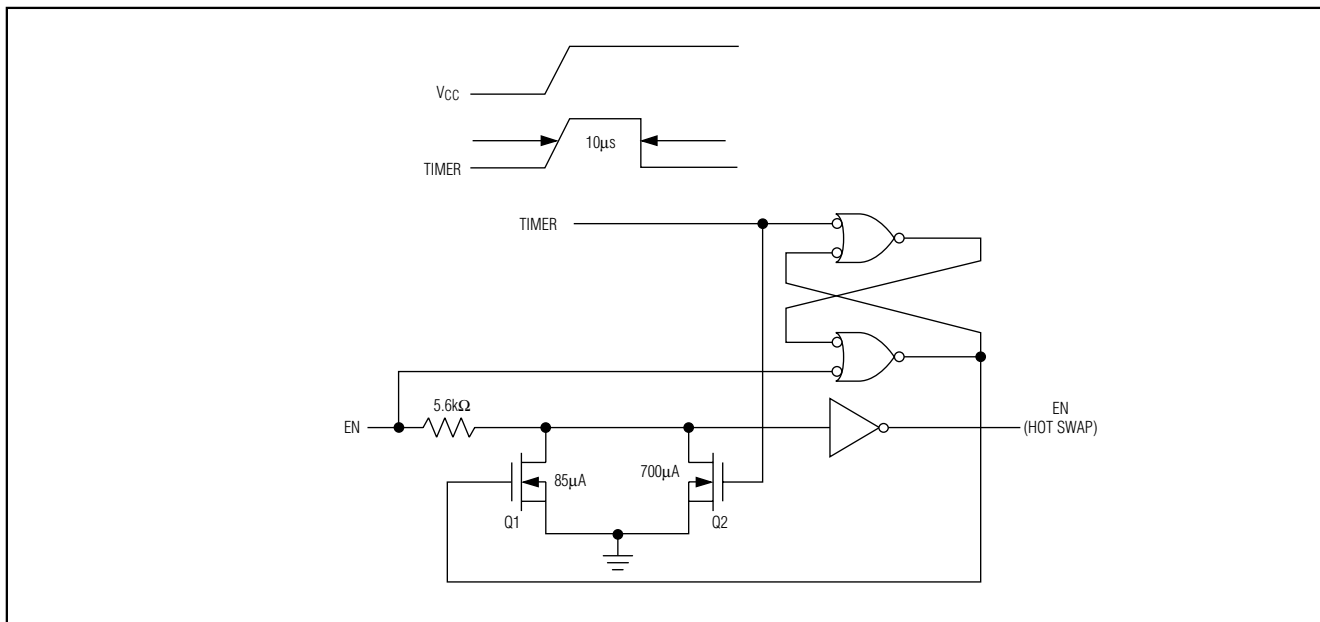 VCC
10μs
TIMER
TIMER
5.6kΩ
EN
EN
(HOT SWAP)
85μA
700μA
Q1
Q2